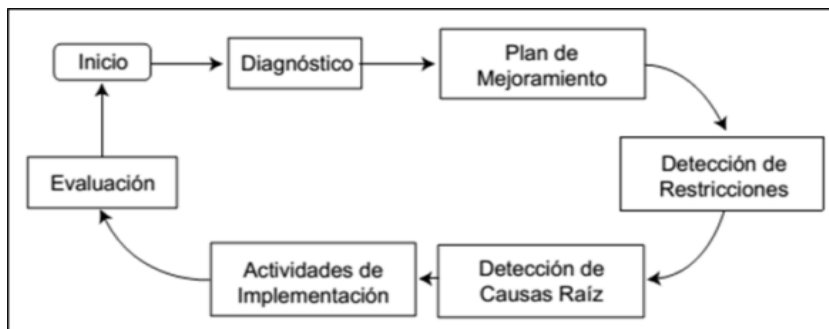 Inicio
Diagnóstico
Plan de
Mejoramiento
Detección de
Restricciones
Detección de
Causas Raíz
Actividades de
Implementación
Evaluación